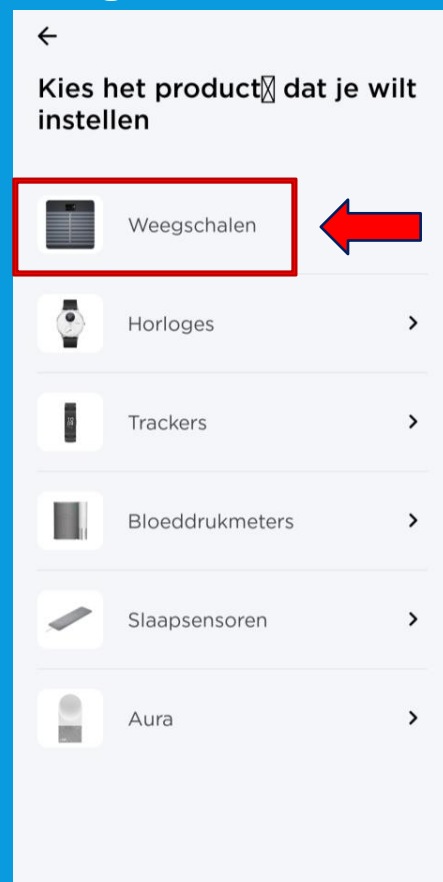 Kies het product dat je wilt
instellen
Weegschalen
Horloges
Trackers
Bloeddrukmeters
Slaapsensoren
Aura